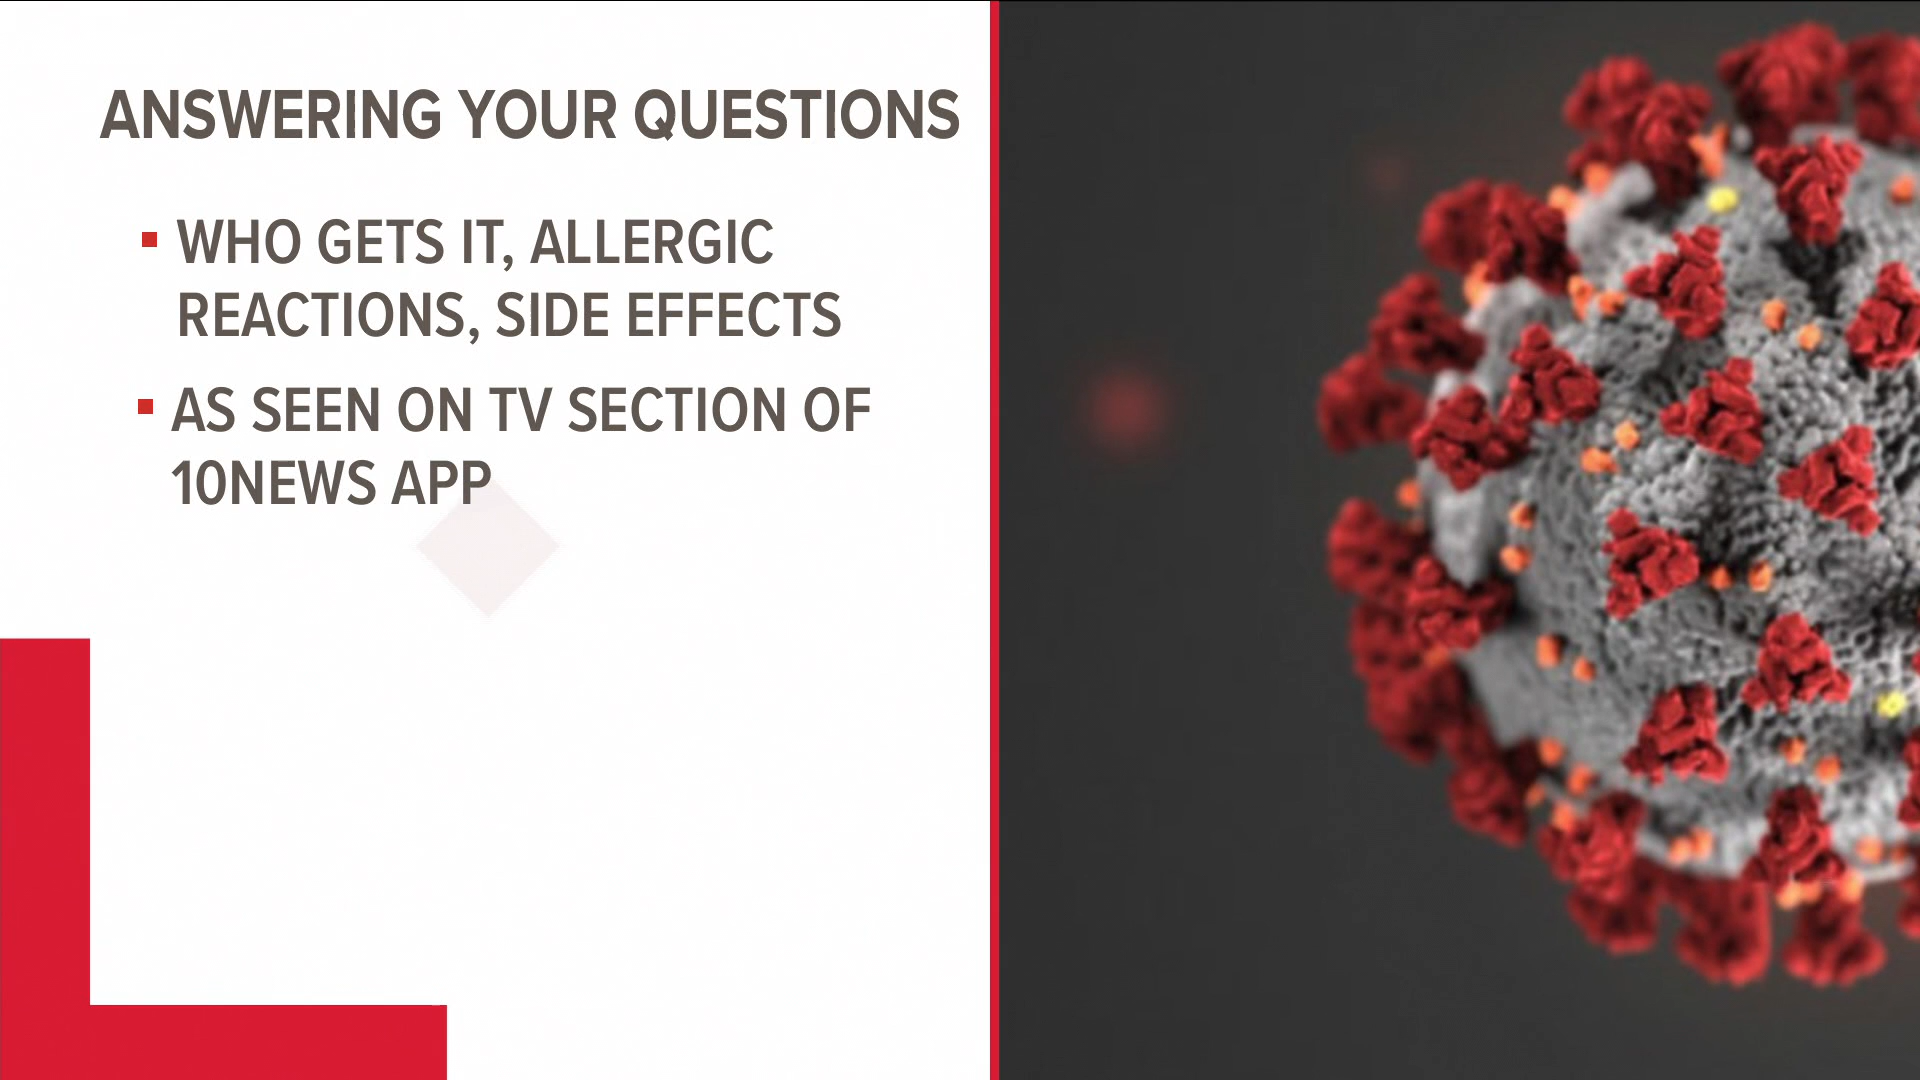 ANSWERING YOUR QUESTIONS
WHO GETS IT, ALLERGIC
REACTIONS, SIDE EFFECTS
AS SEEN ON TV SECTION OF
10NEWS APP